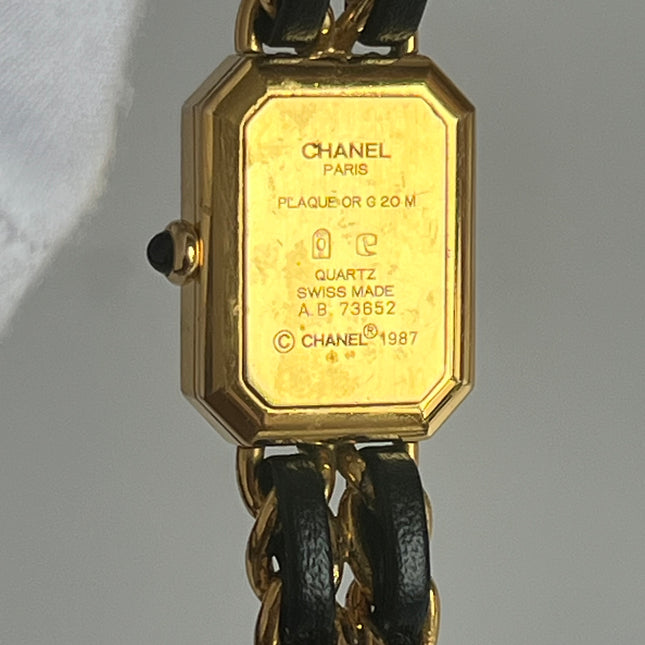 CHANEL
PARIS
PLAQUE OR G 20 M
QUARTZ
SWISS MADE
A.B. 73652
© CHANEL® 1987